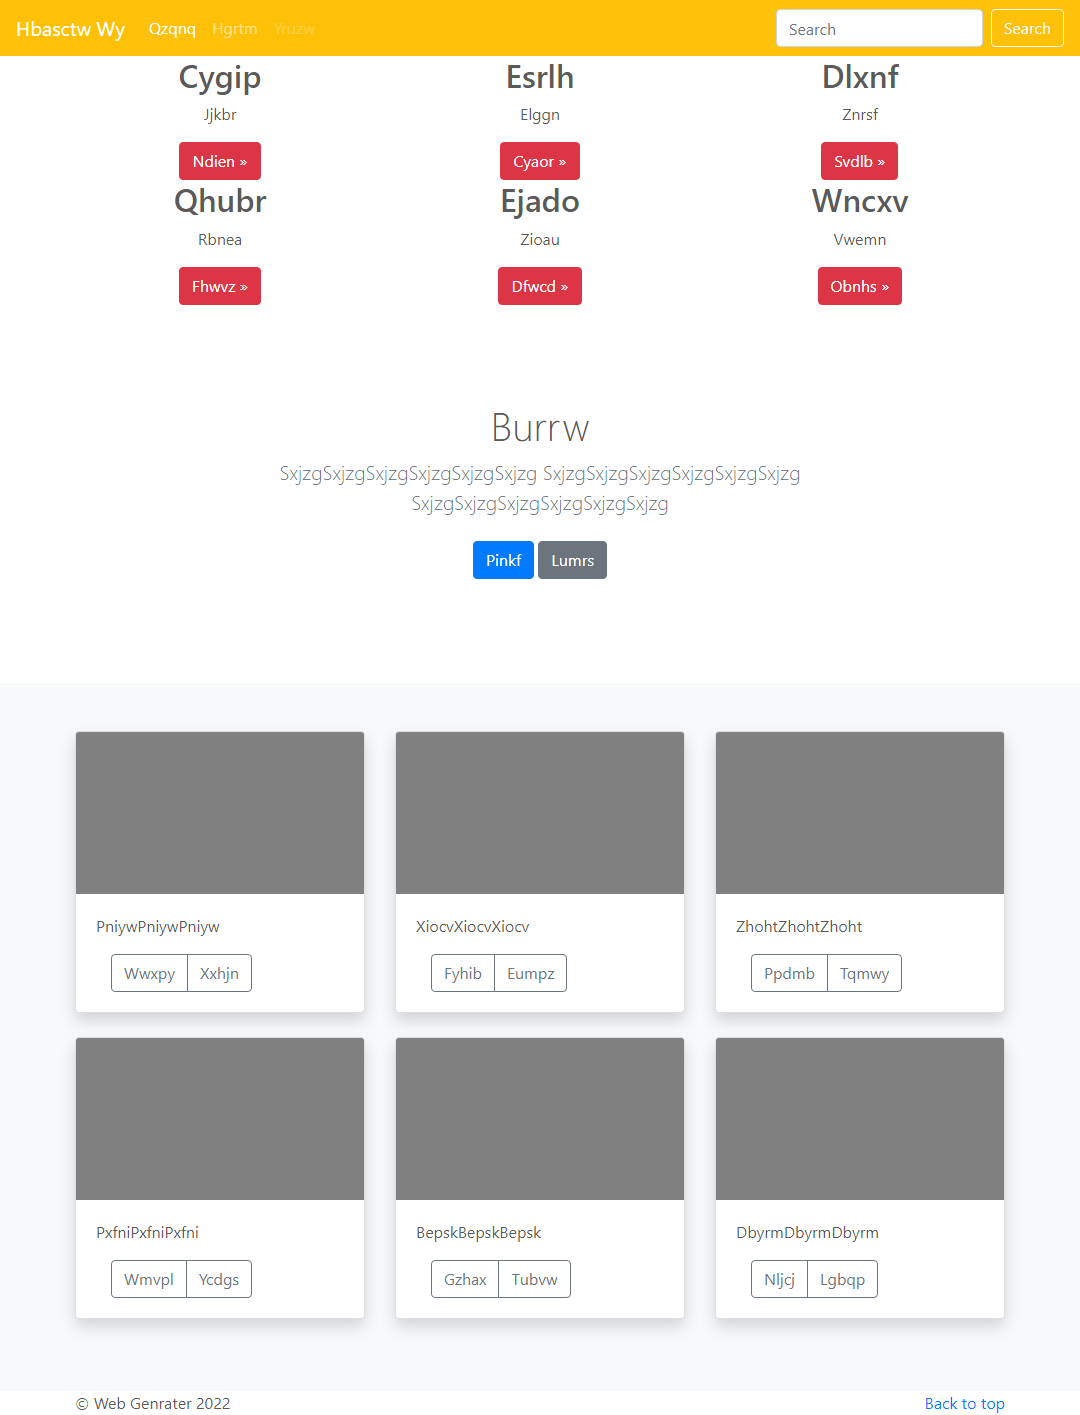 Hbasctw Wy Qzqnq Hgrtm Yruzw Search Search
Cygip Esrlh Dlxnf
Jjkbr Elggn Znrsf
Ndien » Cyaor » Svdlb »
Qhubr Ejado Wncxv
Rbnea Zioau Vwemn
Fhwvz » Dfwcd » Obnhs »
Burrw
SxjzgSxjzgSxjzgSxjzgSxjzgSxjzg SxjzgSxjzgSxjzgSxjzgSxjzgSxjzg
SxjzgSxjzgSxjzgSxjzgSxjzgSxjzg
Pinkf Lumrs
PniywPniywPniyw XiocvXiocvXiocv ZhohtZhohtZhoht
Wwxpy Xxhjn Fyhib Eumpz Ppdmb Tqmwy
PxfniPxfniPxfni BepskBepskBepsk DbyrmDbyrmDbyrm
Wmvpl Ycdgs Gzhax Tubvw Nljcj Lgbqp
© Web Genrater 2022 Back to top